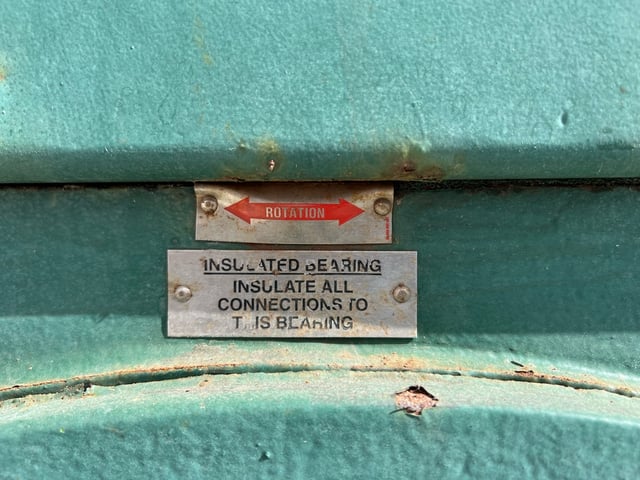 ROTATION
INSULATED BEARING
INSULATE ALL
CONNECTIONS TO
THIS BEARING